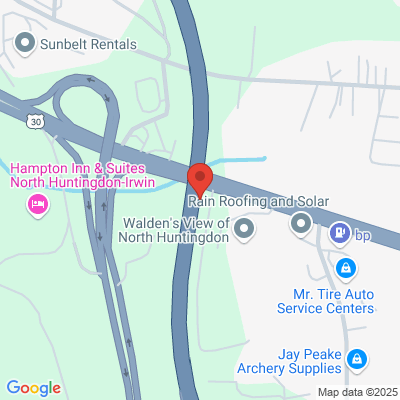 Sunbelt Rentals
30
Hampton Inn & Suites
North Huntingdon-Irwin
Rain Roofing and Solar
Walden's View of
North Huntingdon
bp
Mr. Tire Auto
Service Centers
Jay Peake
Archery Supplies
Google
Map data ©2025